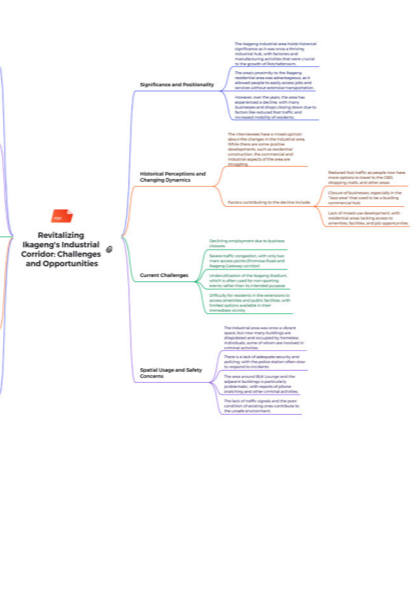 Revitalizing
Ikageng's Industrial
Corridor: Challenges
and Opportunities
Significance and Positionality
The Ikageng industrial area holds historical
significance as it was once a thriving
industrial hub, with factories and
manufacturing activities that were crucial
to the growth of Potchefstroom.
The area's proximity to the Ikageng
residential area was advantageous, as it
allowed people to easily access jobs and
services without extensive transportation.
However, over the years, the area has
experienced a decline, with many
businesses and shops closing down due to
factors like reduced foot traffic and
increased mobility of residents.
Historical Perceptions and
Changing Dynamics
The interviewees have mixed opinions
about the changes in the industrial area.
While there are some positive
developments, such as residential
construction, the commercial and
industrial aspects of the area are
struggling.
Factors contributing to the decline include:
Reduced foot traffic as people now have
more options to travel to the CBD,
shopping malls, and other areas
Closure of businesses, especially in the
area" that used to be a bustling
commercial hub
Lack of mixed-use development, with
residential areas lacking access to
amenities, facilities, and job opportunities
Current Challenges
Declining employment due to business
closures
Severe traffic congestion, with only two
main access points (Promosa Road and
Ikageng Gateway corridor)
Underutilization of the Ikageng Stadium,
which is often used for non-sporting
events rather than its intended purpose
Difficulty for residents in the extensions to
access amenities and public facilities, with
limited options available in their
immediate vicinity
Spatial Usage and Safety
Concerns
The industrial area was once a vibrant
space, but now many buildings are
dilapidated and occupied by homeless
individuals, some of whom are involved in
criminal activities.
There is a lack of adequate security and
policing, with the police station often slow
to respond to incidents.
The area around Lounge and the
adjacent buildings is particularly
problematic, with reports of phone
snatching and other criminal activities.
The lack of traffic signals and the poor
condition of existing ones contribute to
the unsafe environment.